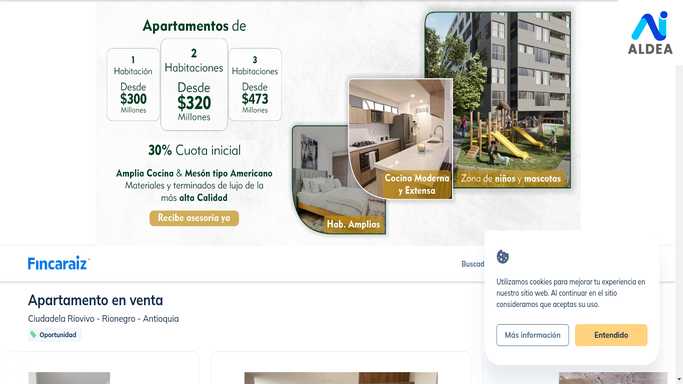 Apartamentos de
1
Habitación
Desde
$300
Millones
2
Habitaciones
Desde
$320
Millones
3
Habitaciones
Desde
$473
Millones
30% Cuota inicial
Amplia Cocina & Mesón tipo Americano
Materiales y terminados de lujo de la
más alta Calidad
Recibe asesoría ya
Hab. Amplias
Cocina Moderna
y Extensa
Zona de niños y mascotas
ALDEA
Fincaraiz
Buscad
Apartamento en venta
Ciudadela Riovivo - Rionegro - Antioquia
Oportunidad
Utilizamos cookies para mejorar tu experiencia en
nuestro sitio web. Al continuar en el sitio
consideramos que aceptas su uso.
Más información
Entendido